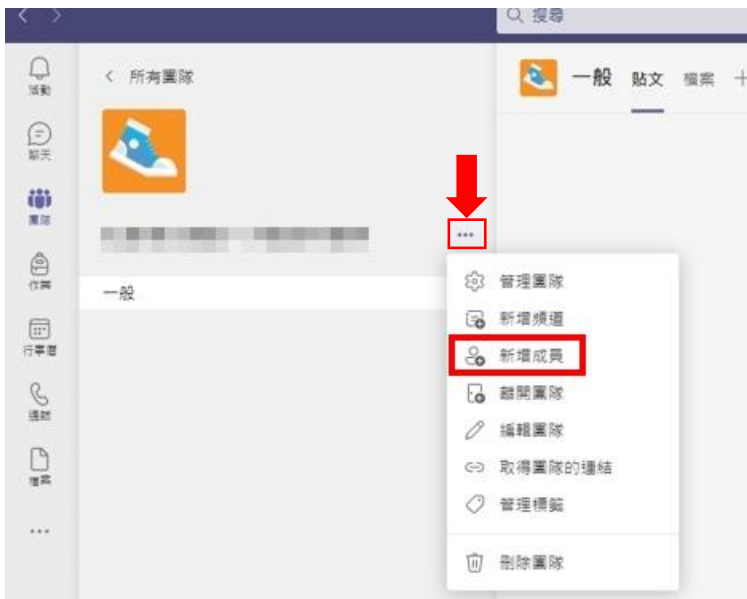 搜尋
活動
聊天
團隊
作業
行事曆
通話
檔案
所有團隊
一般
一般 貼文 檔案
管理團隊
新增頻道
新增成員
離開團隊
編輯團隊
取得團隊的連結
管理標籤
刪除團隊